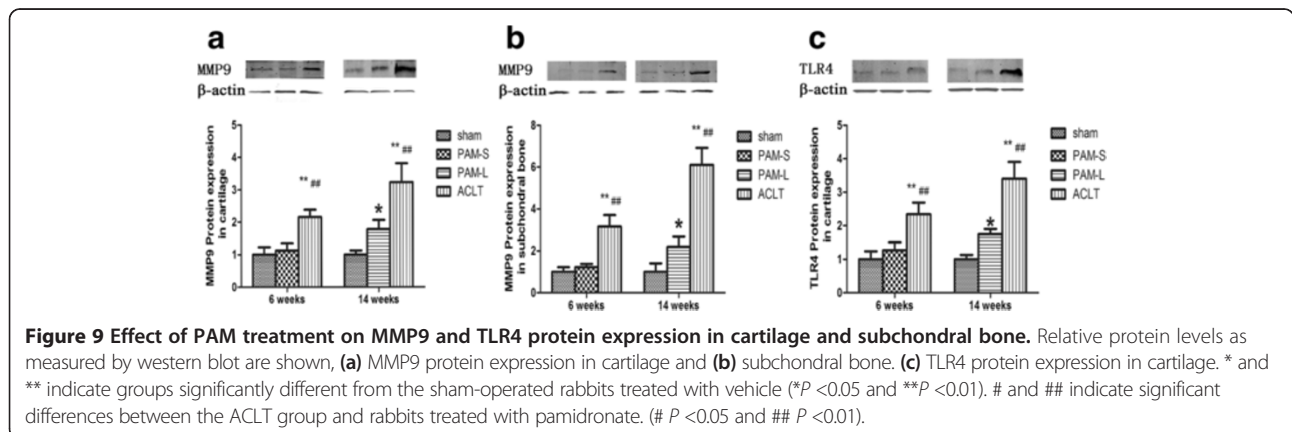 a
MMP9
β-actin
MMP9 Protein expression
in cartilage
5
4
3
2
1
0
** ##
*
** ##
6 weeks
14 weeks
sham
PAM-S
PAM-L
ACLT
b
MMP9
β-actin
MMP9 Protein expression
in subchondral bone
8
6
4
2
0
** ##
*
** ##
6 weeks
14 weeks
sham
PAM-S
PAM-L
ACLT
c
TLR4
β-actin
TLR4 Protein expression
in cartilage
5
4
3
2
1
0
** ##
*
** ##
6 weeks
14 weeks
sham
PAM-S
PAM-L
ACLT
Figure 9 Effect of PAM treatment on MMP9 and TLR4 protein expression in cartilage and subchondral bone. Relative protein levels as
measured by western blot are shown, (a) MMP9 protein expression in cartilage and (b) subchondral bone. (c) TLR4 protein expression in cartilage. * and
** indicate groups significantly different from the sham-operated rabbits treated with vehicle (*P <0.05 and **P <0.01). # and ## indicate significant
differences between the ACLT group and rabbits treated with pamidronate. (# P <0.05 and ## P <0.01).